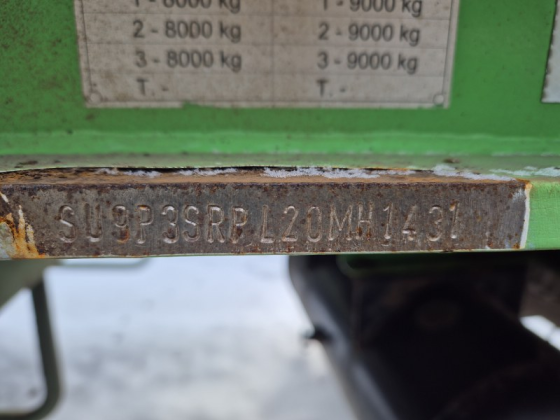 1 - 8000 kg 1 - 9000 kg
2 - 8000 kg 2 - 9000 kg
3 - 8000 kg 3 - 9000 kg
T. - T. -
SU9P3SRPL20MH1431